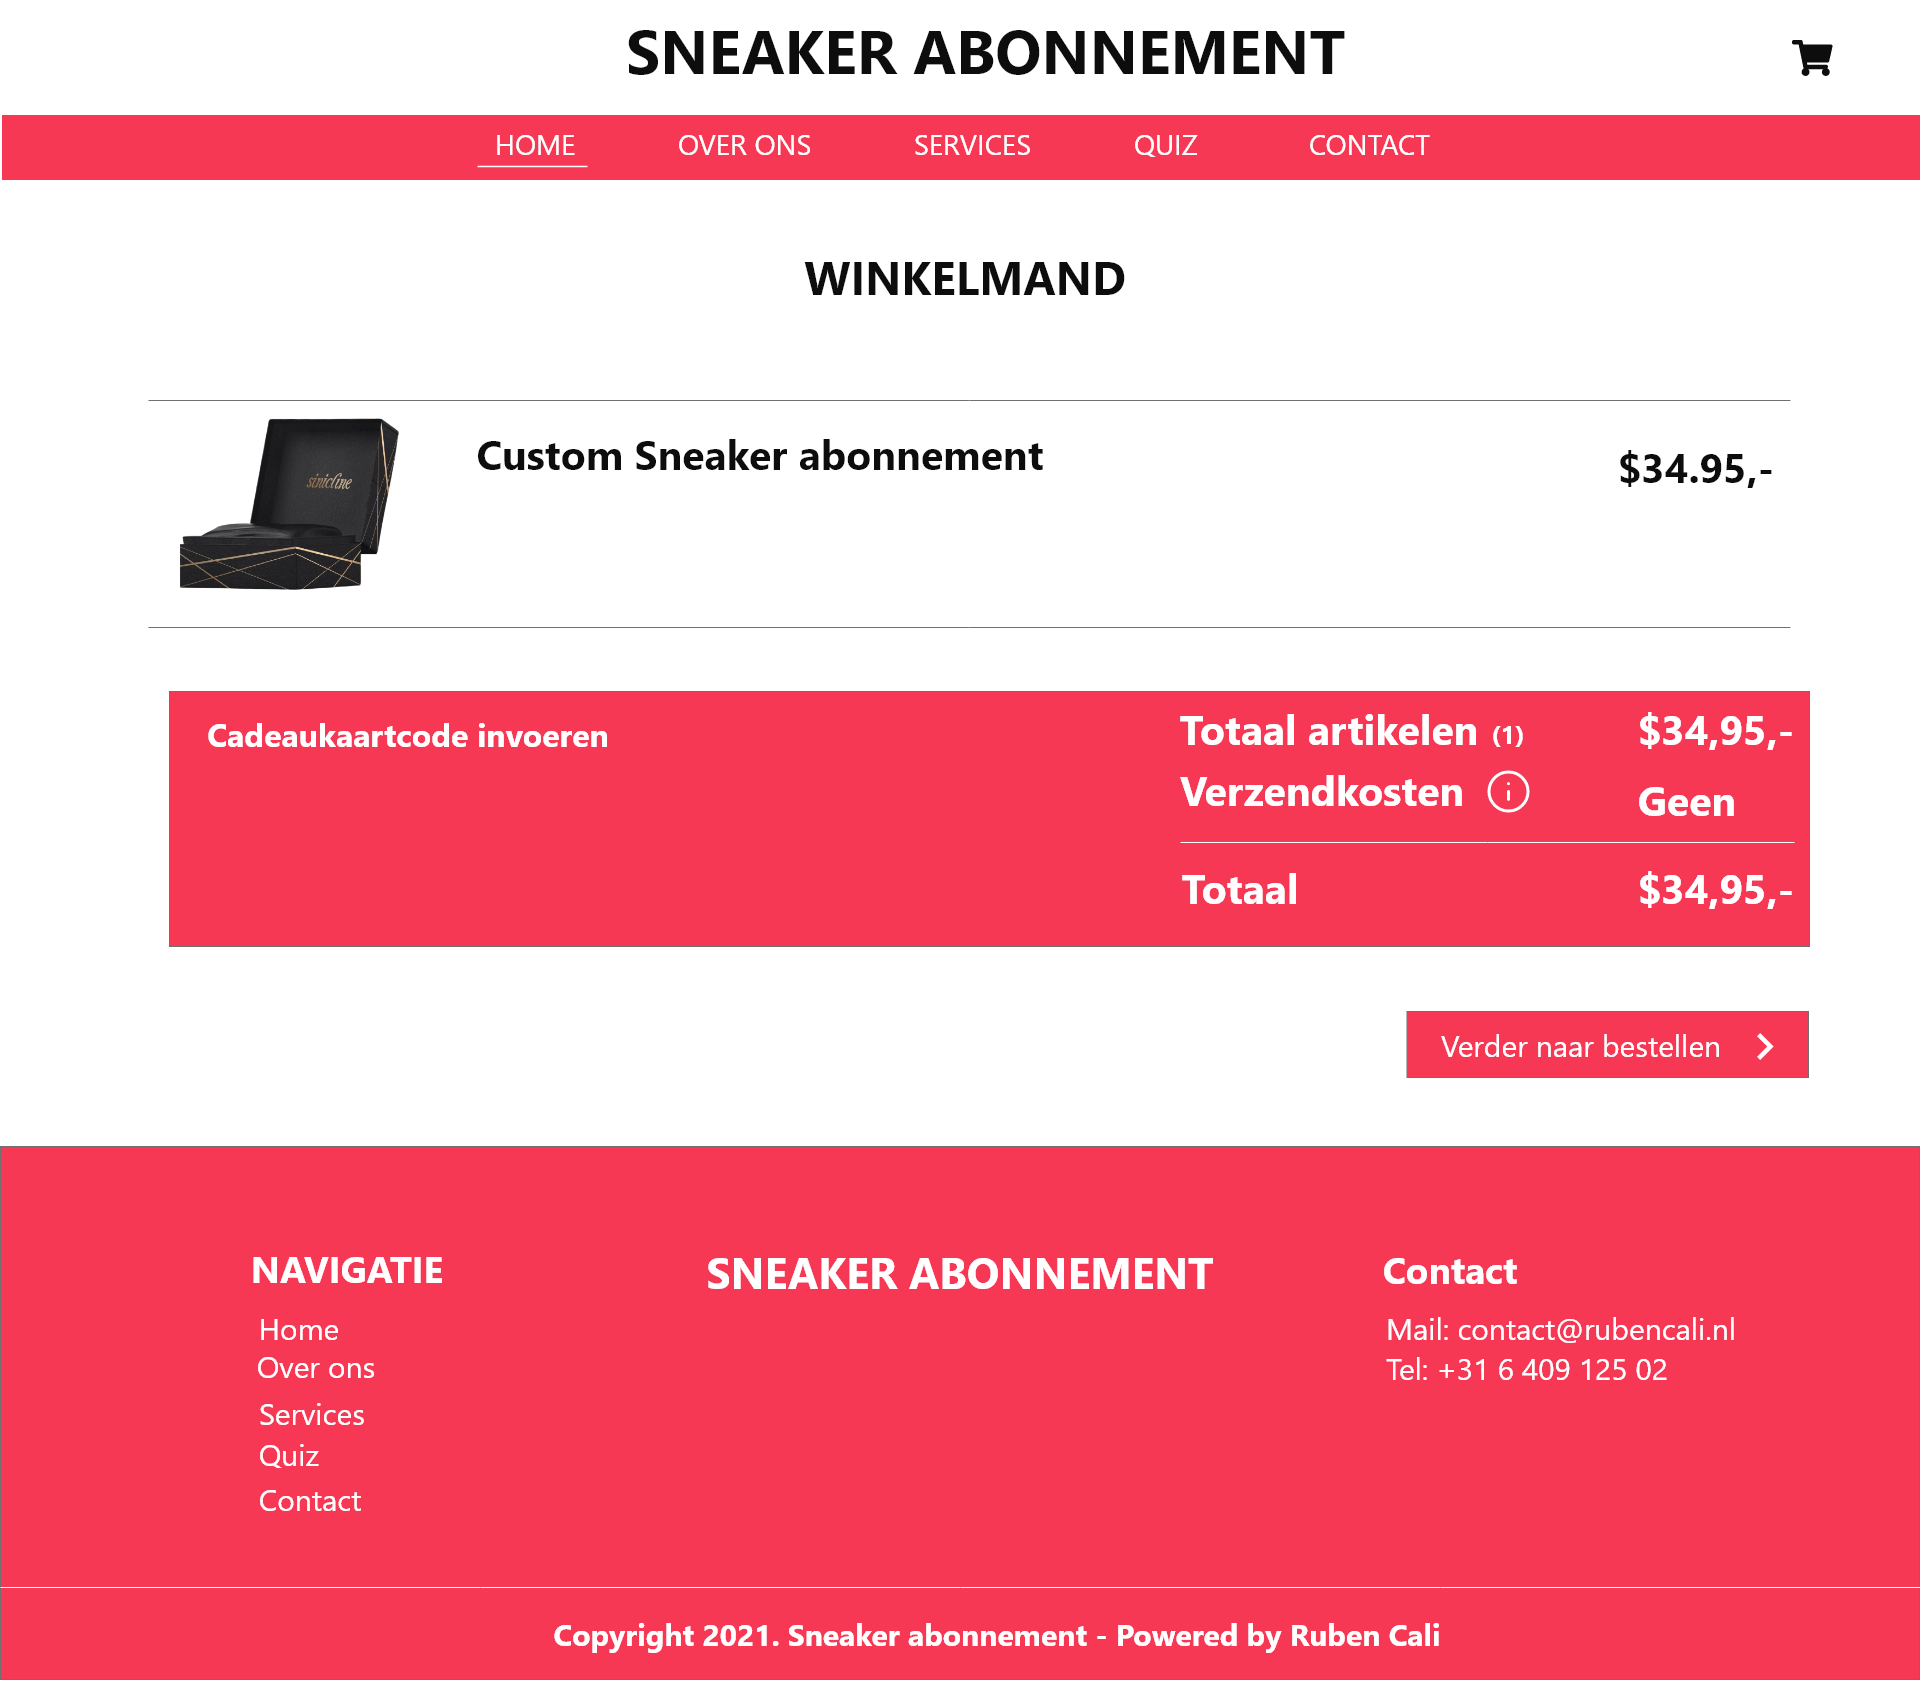 SNEAKER ABONNEMENT
HOME OVER ONS SERVICES QUIZ CONTACT
WINKELMAND
Custom Sneaker abonnement
$34.95,-
Cadeaukaartcode invoeren
Totaal artikelen (1) $34,95,-
Verzendkosten Geen
Totaal $34,95,-
Verder naar bestellen
NAVIGATIE
Home
Over ons
Services
Quiz
Contact
SNEAKER ABONNEMENT
Contact
Mail: contact@rubencali.nl
Tel: +31 6 409 125 02
Copyright 2021. Sneaker abonnement - Powered by Ruben Cali